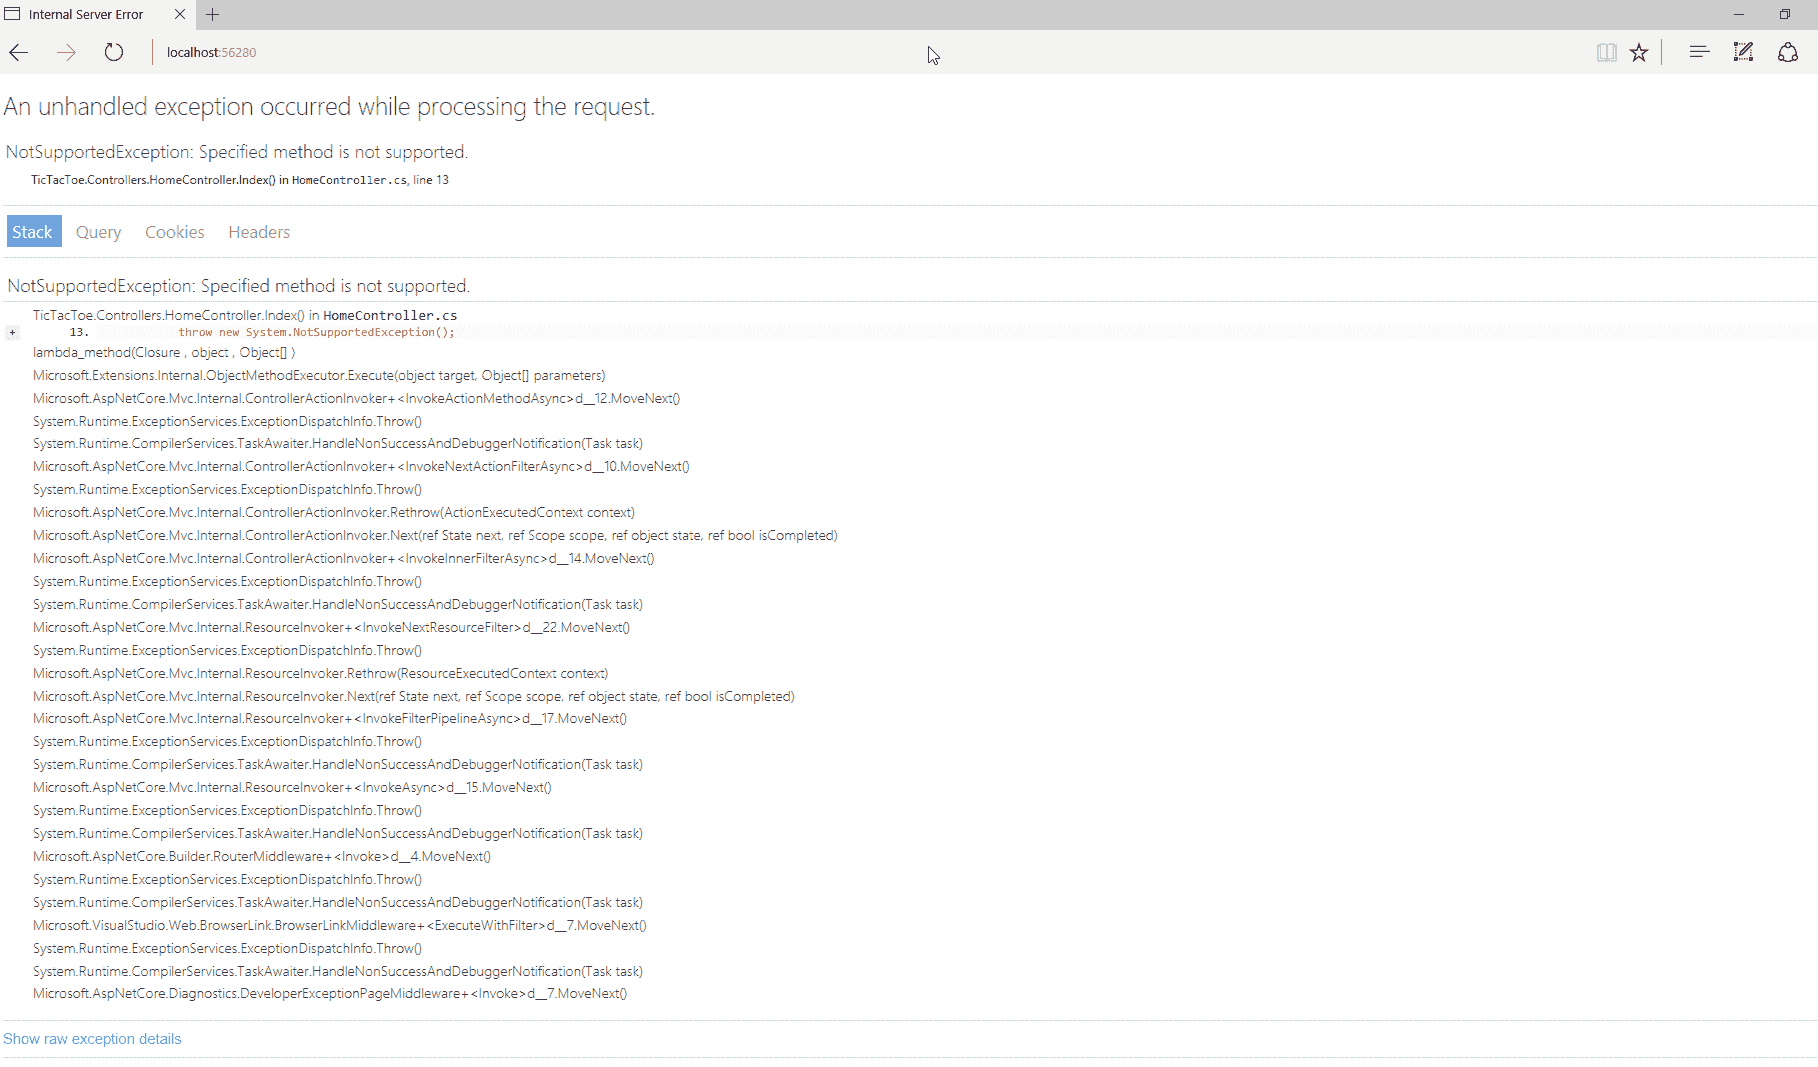 Internal Server Error
localhost:56280
An unhandled exception occurred while processing the request.
NotSupportedException: Specified method is not supported.
TicTacToe.Controllers.HomeController.Index() in HomeController.cs, line 13
Stack Query Cookies Headers
NotSupportedException: Specified method is not supported.
TicTacToe.Controllers.HomeController.Index() in HomeController.cs
+ 13. throw new System.NotSupportedException();
lambda_method(Closure , object , Object[] )
Microsoft.Extensions.Internal.ObjectMethodExecutor.Execute(object target, Object[] parameters)
Microsoft.AspNetCore.Mvc.Internal.ControllerActionInvoker+<InvokeActionMethodAsync>d__12.MoveNext()
System.Runtime.ExceptionServices.ExceptionDispatchInfo.Throw()
System.Runtime.CompilerServices.TaskAwaiter.HandleNonSuccessAndDebuggerNotification(Task task)
Microsoft.AspNetCore.Mvc.Internal.ControllerActionInvoker+<InvokeNextActionFilterAsync>d__10.MoveNext()
System.Runtime.ExceptionServices.ExceptionDispatchInfo.Throw()
Microsoft.AspNetCore.Mvc.Internal.ControllerActionInvoker.Rethrow(ActionExecutedContext context)
Microsoft.AspNetCore.Mvc.Internal.ControllerActionInvoker.Next(ref State next, ref Scope scope, ref object state, ref bool isCompleted)
Microsoft.AspNetCore.Mvc.Internal.ControllerActionInvoker+<InvokeInnerFilterAsync>d__14.MoveNext()
System.Runtime.ExceptionServices.ExceptionDispatchInfo.Throw()
System.Runtime.CompilerServices.TaskAwaiter.HandleNonSuccessAndDebuggerNotification(Task task)
Microsoft.AspNetCore.Mvc.Internal.ResourceInvoker+<InvokeNextResourceFilter>d__22.MoveNext()
System.Runtime.ExceptionServices.ExceptionDispatchInfo.Throw()
Microsoft.AspNetCore.Mvc.Internal.ResourceInvoker.Rethrow(ResourceExecutedContext context)
Microsoft.AspNetCore.Mvc.Internal.ResourceInvoker.Next(ref State next, ref Scope scope, ref object state, ref bool isCompleted)
Microsoft.AspNetCore.Mvc.Internal.ResourceInvoker+<InvokeFilterPipelineAsync>d__17.MoveNext()
System.Runtime.ExceptionServices.ExceptionDispatchInfo.Throw()
System.Runtime.CompilerServices.TaskAwaiter.HandleNonSuccessAndDebuggerNotification(Task task)
Microsoft.AspNetCore.Mvc.Internal.ResourceInvoker+<InvokeAsync>d__15.MoveNext()
System.Runtime.ExceptionServices.ExceptionDispatchInfo.Throw()
System.Runtime.CompilerServices.TaskAwaiter.HandleNonSuccessAndDebuggerNotification(Task task)
Microsoft.AspNetCore.Builder.RouterMiddleware+<Invoke>d__4.MoveNext()
System.Runtime.ExceptionServices.ExceptionDispatchInfo.Throw()
System.Runtime.CompilerServices.TaskAwaiter.HandleNonSuccessAndDebuggerNotification(Task task)
Microsoft.VisualStudio.Web.BrowserLink.BrowserLinkMiddleware+<ExecuteWithFilter>d__7.MoveNext()
System.Runtime.ExceptionServices.ExceptionDispatchInfo.Throw()
System.Runtime.CompilerServices.TaskAwaiter.HandleNonSuccessAndDebuggerNotification(Task task)
Microsoft.AspNetCore.Diagnostics.DeveloperExceptionPageMiddleware+<Invoke>d__7.MoveNext()
Show raw exception details